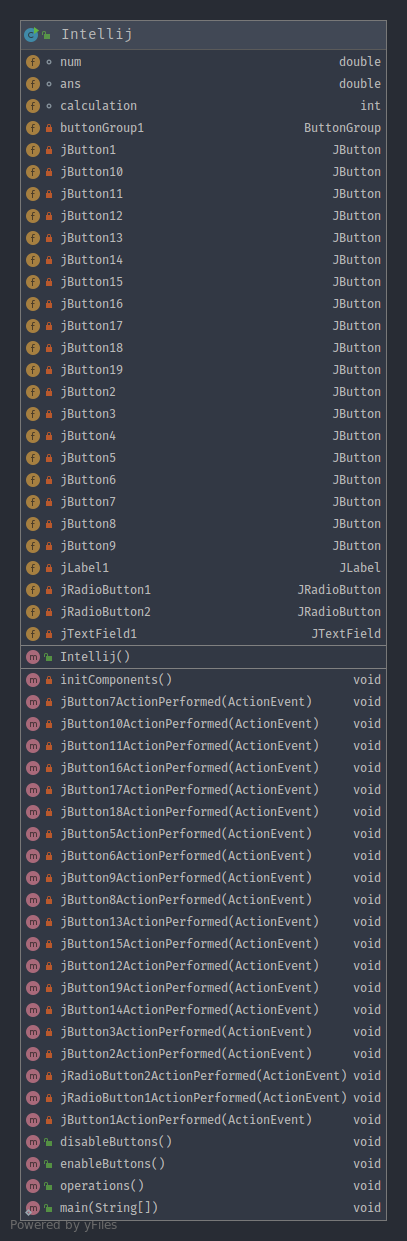 Intellij
num double
ans double
calculation int
buttonGroup1 ButtonGroup
jButton1 JButton
jButton10 JButton
jButton11 JButton
jButton12 JButton
jButton13 JButton
jButton14 JButton
jButton15 JButton
jButton16 JButton
jButton17 JButton
jButton18 JButton
jButton19 JButton
jButton2 JButton
jButton3 JButton
jButton4 JButton
jButton5 JButton
jButton6 JButton
jButton7 JButton
jButton8 JButton
jButton9 JButton
jLabel1 JLabel
jRadioButton1 JRadioButton
jRadioButton2 JRadioButton
jTextField1 JTextField
Intellij()
initComponents() void
jButton7ActionPerformed(ActionEvent) void
jButton10ActionPerformed(ActionEvent) void
jButton11ActionPerformed(ActionEvent) void
jButton16ActionPerformed(ActionEvent) void
jButton17ActionPerformed(ActionEvent) void
jButton18ActionPerformed(ActionEvent) void
jButton5ActionPerformed(ActionEvent) void
jButton6ActionPerformed(ActionEvent) void
jButton9ActionPerformed(ActionEvent) void
jButton8ActionPerformed(ActionEvent) void
jButton13ActionPerformed(ActionEvent) void
jButton15ActionPerformed(ActionEvent) void
jButton12ActionPerformed(ActionEvent) void
jButton19ActionPerformed(ActionEvent) void
jButton14ActionPerformed(ActionEvent) void
jButton3ActionPerformed(ActionEvent) void
jButton2ActionPerformed(ActionEvent) void
jRadioButton2ActionPerformed(ActionEvent) void
jRadioButton1ActionPerformed(ActionEvent) void
jButton1ActionPerformed(ActionEvent) void
disableButtons() void
enableButtons() void
operations() void
main(String[]) void
Powered by yFiles